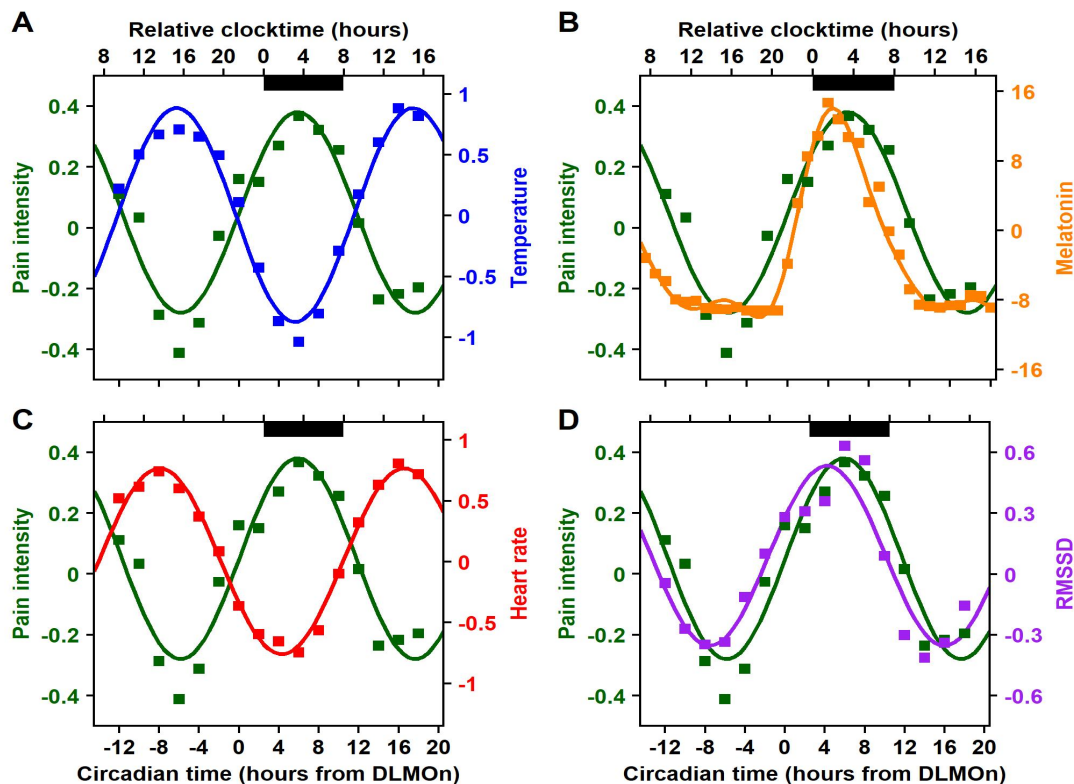 A
Relative clocktime (hours)
8 12 16 20 0 4 8 12 16
0.4
0.2
0
-0.2
-0.4
Pain intensity
1
0.5
0
-0.5
-1
Temperature
B
Relative clocktime (hours)
8 12 16 20 0 4 8 12 16
0.4
0.2
0
-0.2
-0.4
Pain intensity
16
8
0
-8
-16
Melatonin
C
0.4
0.2
0
-0.2
-0.4
Pain intensity
1
0.5
0
-0.5
-1
Heart rate
-12 -8 -4 0 4 8 12 16 20
Circadian time (hours from DLMOn)
D
0.4
0.2
0
-0.2
-0.4
Pain intensity
0.6
0.3
0
-0.3
-0.6
RMSSD
-12 -8 -4 0 4 8 12 16 20
Circadian time (hours from DLMOn)